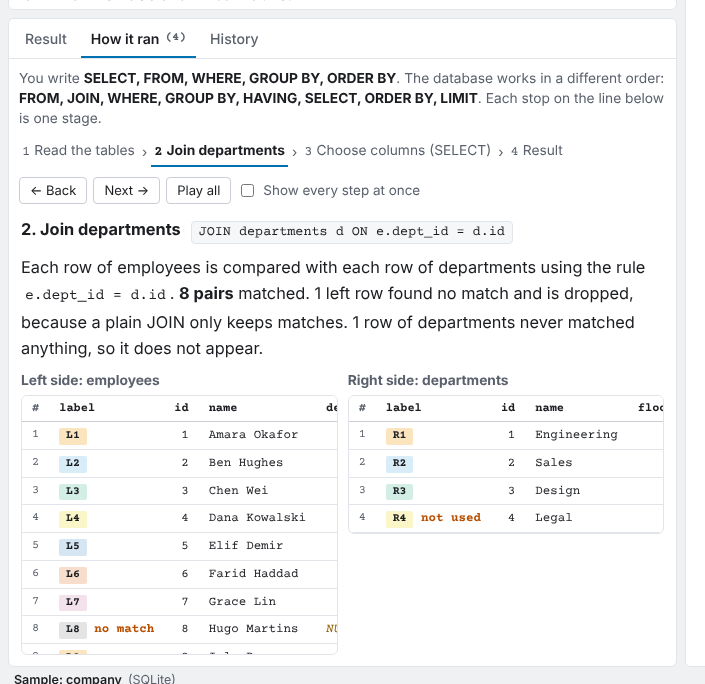 Result How it ran (4) History
You write SELECT, FROM, WHERE, GROUP BY, ORDER BY. The database works in a different order:
FROM, JOIN, WHERE, GROUP BY, HAVING, SELECT, ORDER BY, LIMIT. Each stop on the line below
is one stage.
1 Read the tables › 2 Join departments › 3 Choose columns (SELECT) › 4 Result
← Back Next → Play all Show every step at once
2. Join departments JOIN departments d ON e.dept_id = d.id
Each row of employees is compared with each row of departments using the rule
e.dept_id = d.id. 8 pairs matched. 1 left row found no match and is dropped,
because a plain JOIN only keeps matches. 1 row of departments never matched
anything, so it does not appear.
Left side: employees
# label id name
1 L1 1 Amara Okafor
2 L2 2 Ben Hughes
3 L3 3 Chen Wei
4 L4 4 Dana Kowalski
5 L5 5 Elif Demir
6 L6 6 Farid Haddad
7 L7 7 Grace Lin
8 L8 no match 8 Hugo Martins
Right side: departments
# label id name
1 R1 1 Engineering
2 R2 2 Sales
3 R3 3 Design
4 R4 not used 4 Legal
Sample: company (SQLite)